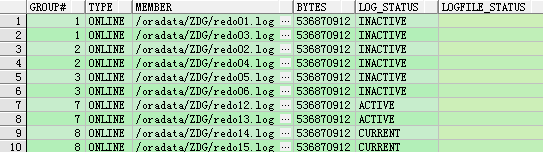 GROUP# TYPE MEMBER BYTES LOG_STATUS LOGFILE_STATUS
1 1 ONLINE /oradata/ZDG/redo01.log ... 536870912 INACTIVE
2 1 ONLINE /oradata/ZDG/redo03.log ... 536870912 INACTIVE
3 2 ONLINE /oradata/ZDG/redo02.log ... 536870912 INACTIVE
4 2 ONLINE /oradata/ZDG/redo04.log ... 536870912 INACTIVE
5 3 ONLINE /oradata/ZDG/redo05.log ... 536870912 INACTIVE
6 3 ONLINE /oradata/ZDG/redo06.log ... 536870912 INACTIVE
7 7 ONLINE /oradata/ZDG/redo12.log ... 536870912 ACTIVE
8 7 ONLINE /oradata/ZDG/redo13.log ... 536870912 ACTIVE
9 8 ONLINE /oradata/ZDG/redo14.log ... 536870912 CURRENT
10 8 ONLINE /oradata/ZDG/redo15.log ... 536870912 CURRENT